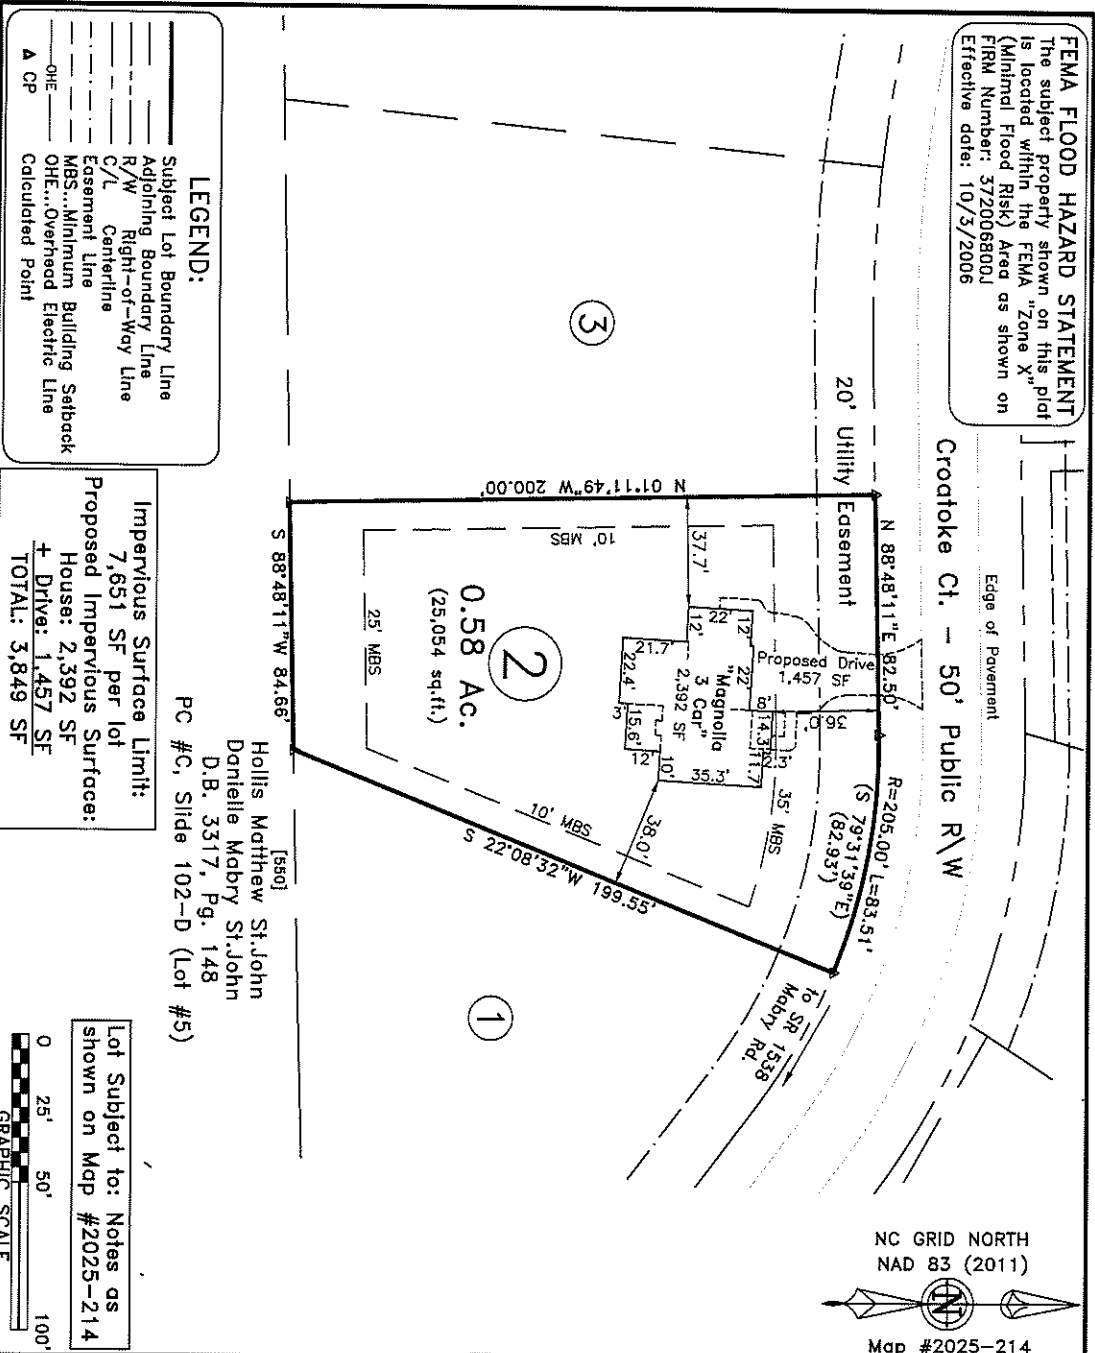 FEMA FLOOD HAZARD STATEMENT
The subject property shown on this plat
is located within the FEMA "Zone X"
(Minimal Flood Risk) Area as shown on
FIRM Number: 372006800J
Effective date: 10/3/2006
Edge of Pavement
Croatoke Ct. - 50' Public R\W
20' Utility Easement
N 88°48'11"E 82.50'
R=205.00' L=83.51'
(S 79°31'39"E)
(82.93')
to SR 1538
Mabry Rd.
NC GRID NORTH
NAD 83 (2011)
N
Map #2025-214
3
N 01°11'49"W 200.00'
10' MBS
37.7'
22'
12'
12'
22'
Proposed Drive
1,457 SF
36.0'
8'
14.3'
2.3'
11.7'
35' MBS
"Magnolia
3 Car"
2,392 SF
21.7'
22.4'
3'
15.6'
12'
10'
35.3'
38.0'
10' MBS
S 22°08'32"W 199.55'
2
0.58 Ac.
(25,054 sq.ft.)
25' MBS
S 88°48'11"W 84.66'
1
[550]
Hollis Matthew St.John
Danielle Mabry St.John
D.B. 3317, Pg. 148
PC #C, Slide 102-D (Lot #5)
LEGEND:
Subject Lot Boundary Line
Adjoining Boundary Line
R/W Right-of-Way Line
C/L Centerline
Easement Line
MBS...Minimum Building Setback
OHE OHE...Overhead Electric Line
CP Calculated Point
Impervious Surface Limit:
7,651 SF per lot
Proposed Impervious Surface:
House: 2,392 SF
+ Drive: 1,457 SF
TOTAL: 3,849 SF
Lot Subject to: Notes as
shown on Map #2025-214
0 25' 50' 100'
GRAPHIC SCALE